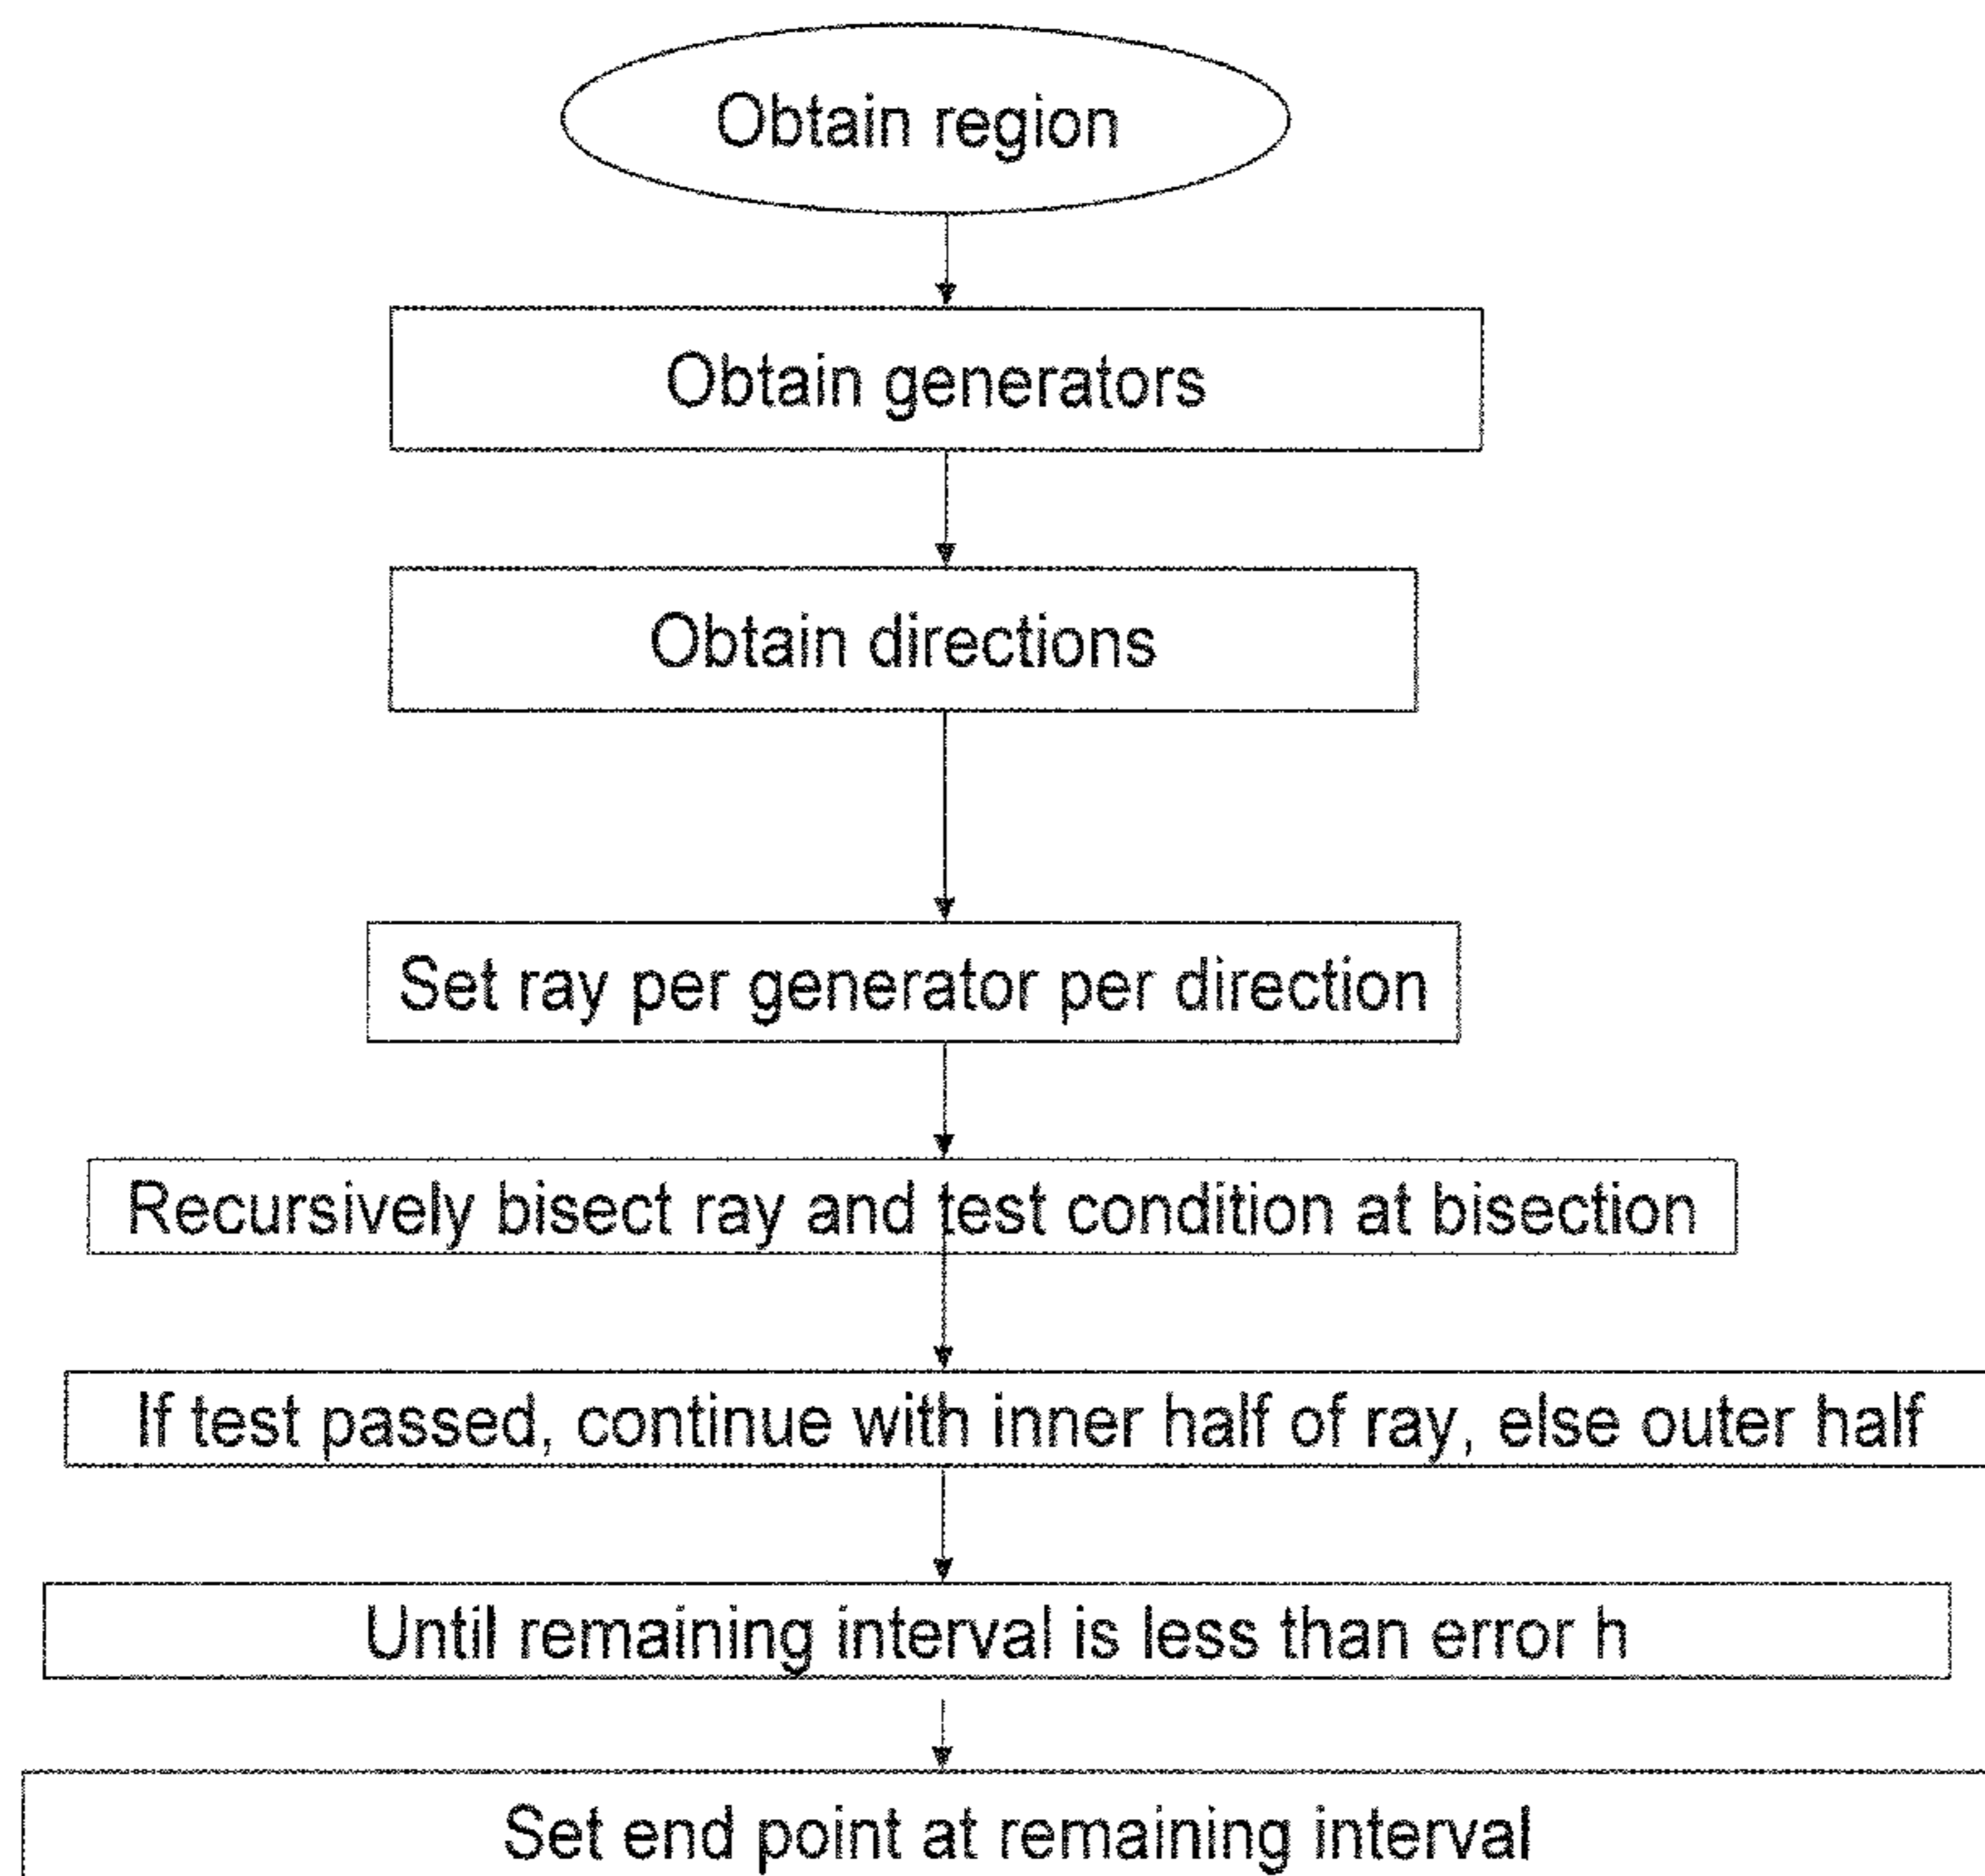 Obtain region
Obtain generators
Obtain directions
Set ray per generator per direction
Recursively bisect ray and test condition at bisection
If test passed, continue with inner half of ray, else outer half
Until remaining interval is less than error h
Set end point at remaining interval